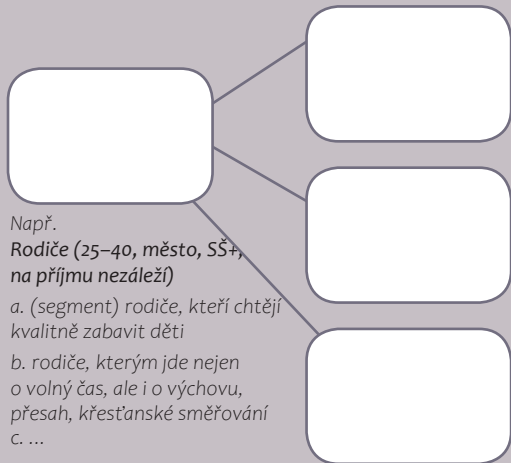 Např.
Rodiče (25–40, město, SŠ+,
na příjmu nezáleží)
a. (segment) rodiče, kteří chtějí
kvalitně zabavit děti
b. rodiče, kterým jde nejen
o volný čas, ale i o výchovu,
přesah, křesťanské směřování
c. ...